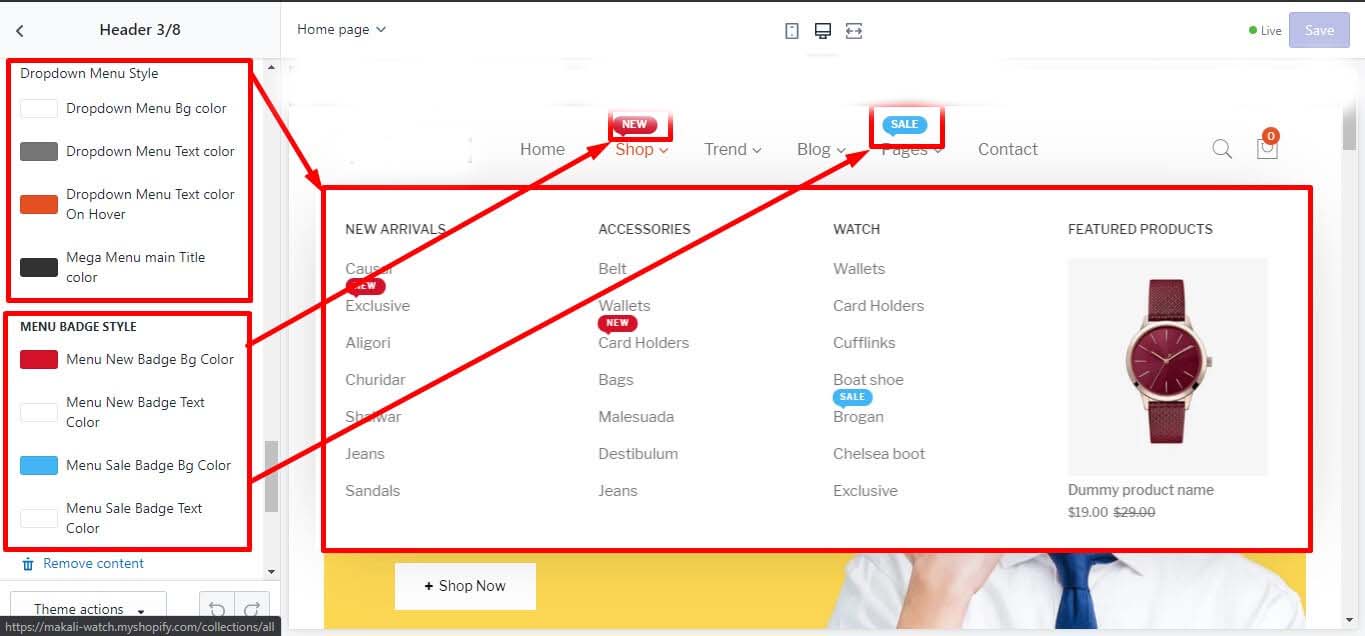 Header 3/8
Home page
Live
Save
Dropdown Menu Style
Dropdown Menu Bg color
Dropdown Menu Text color
Dropdown Menu Text color
On Hover
Mega Menu main Title
color
MENU BADGE STYLE
Menu New Badge Bg Color
Menu New Badge Text
Color
Menu Sale Badge Bg Color
Menu Sale Badge Text
Color
Remove content
Theme actions
https://makali-watch.myshopify.com/collections/all
NEW
SALE
Home
Shop
Trend
Blog
Pages
Contact
0
NEW ARRIVALS
Causel
NEW
Exclusive
Aligori
Churidar
Shalwar
Jeans
Sandals
ACCESSORIES
Belt
Wallets
NEW
Card Holders
Bags
Malesuada
Destibulum
Jeans
WATCH
Wallets
Card Holders
Cufflinks
Boat shoe
SALE
Brogan
Chelsea boot
Exclusive
FEATURED PRODUCTS
Dummy product name
$19.00 $29.00
+ Shop Now